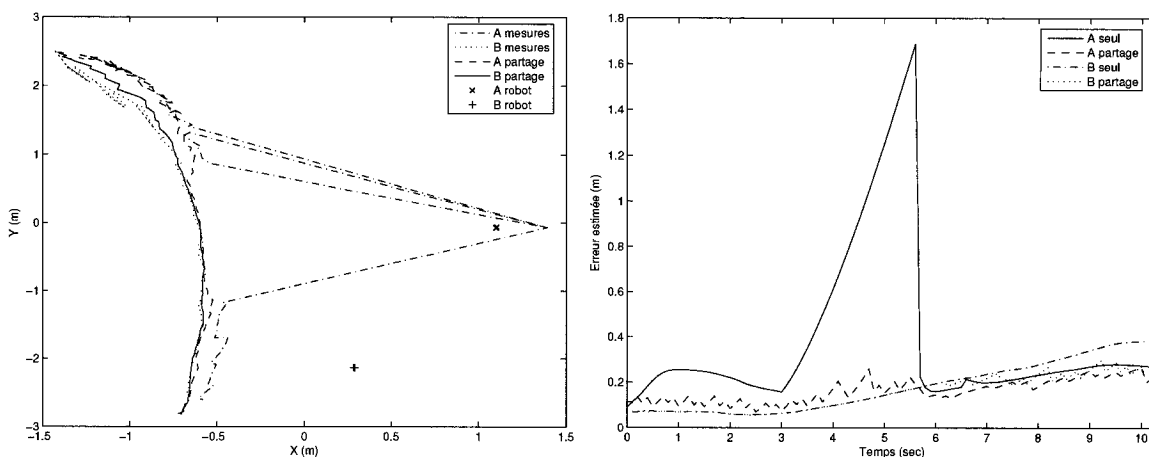 3
2
1
0
−1
−2
−3
Y (m)
−1.5
−1
−0.5
0
0.5
1
1.5
X (m)
A mesures
B mesures
A partage
B partage
A robot
B robot
1.8
1.6
1.4
1.2
1
0.8
0.6
0.4
0.2
0
Erreur estimée (m)
0
1
2
3
4
5
6
7
8
9
10
Temps (sec)
A seul
A partage
B seul
B partage